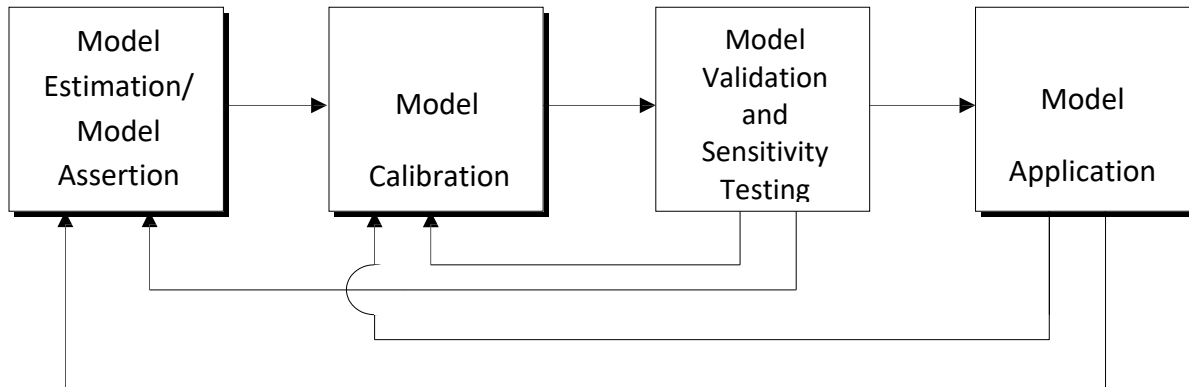 Model
Estimation/
Model
Assertion
Model
Calibration
Model
Validation
and
Sensitivity
Testing
Model
Application